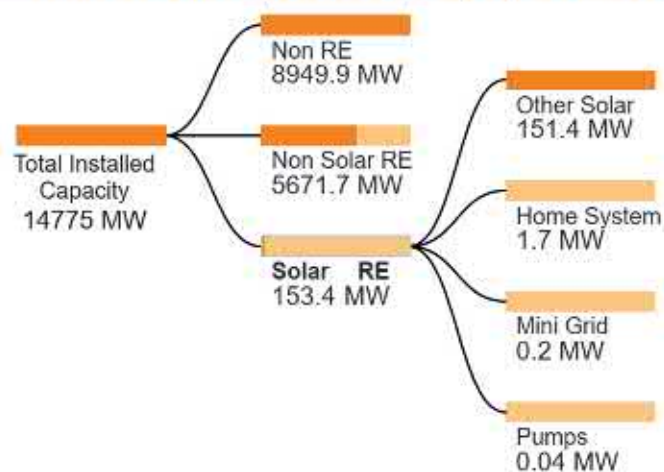 Total Installed
Capacity
14775 MW
Non RE
8949.9 MW
Non Solar RE
5671.7 MW
Solar RE
153.4 MW
Other Solar
151.4 MW
Home System
1.7 MW
Mini Grid
0.2 MW
Pumps
0.04 MW